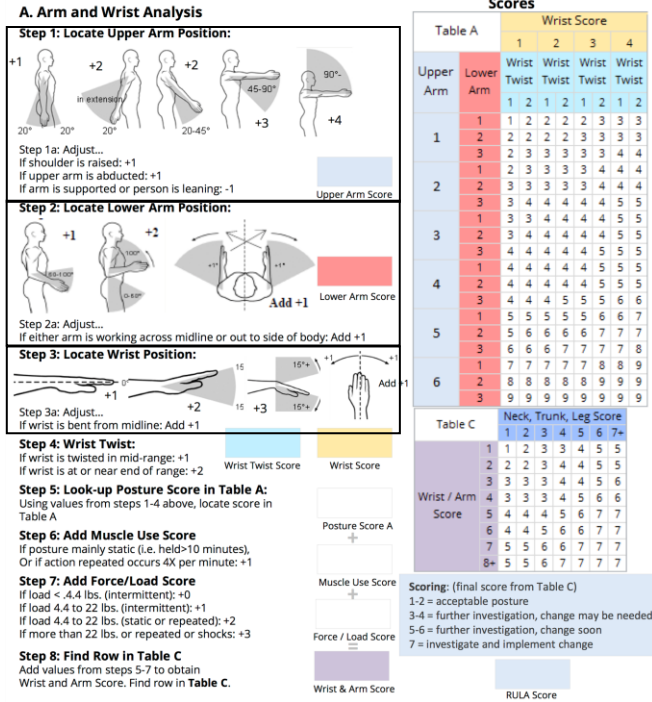 A. Arm and Wrist Analysis
Step 1: Locate Upper Arm Position:
+1
+2
+2
90°-
in extension
45-90°
20°
20°
20°
20-45°
+3
+4
Step 1a: Adjust...
If shoulder is raised: +1
If upper arm is abducted: +1
If arm is supported or person is leaning: -1
Upper Arm Score
Step 2: Locate Lower Arm Position:
+1
+2
100°
0-60°
+1°
+1°
Add +1
Lower Arm Score
Step 2a: Adjust...
If either arm is working across midline or out to side of body: Add +1
Step 3: Locate Wrist Position:
0°
+1
15
15
+2
15°+
15°+
+3
+1
+1
Add +1
Step 3a: Adjust...
If wrist is bent from midline: Add +1
Step 4: Wrist Twist:
If wrist is twisted in mid-range: +1
If wrist is at or near end of range: +2
Wrist Twist Score
Wrist Score
Step 5: Look-up Posture Score in Table A:
Using values from steps 1-4 above, locate score in
Table A
Posture Score A
+
Step 6: Add Muscle Use Score
If posture mainly static (i.e. held>10 minutes),
Or if action repeated occurs 4X per minute: +1
Muscle Use Score
+
Step 7: Add Force/Load Score
If load < .4.4 lbs. (intermittent): +0
If load 4.4 to 22 lbs. (intermittent): +1
If load 4.4 to 22 lbs. (static or repeated): +2
If more than 22 lbs. or repeated or shocks: +3
Force / Load Score
=
Step 8: Find Row in Table C
Add values from steps 5-7 to obtain
Wrist and Arm Score. Find row in Table C.
Wrist & Arm Score
Scores
Table A
Wrist Score
1 2 3 4
Upper Arm
Lower Arm
Wrist Twist Wrist Twist Wrist Twist Wrist Twist
1 2 1 2 1 2 1 2
1 1 1 2 2 2 2 3 3 3
2 2 2 2 2 3 3 3 3
3 2 3 3 3 3 3 4 4
2 1 2 3 3 3 3 4 4 4
2 3 3 3 3 3 4 4 4
3 3 4 4 4 4 4 5 5
3 1 3 3 4 4 4 4 5 5
2 3 4 4 4 4 4 5 5
3 4 4 4 4 4 5 5 5
4 1 4 4 4 4 4 5 5 5
2 4 4 4 4 4 5 5 5
3 4 4 4 5 5 5 6 6
5 1 5 5 5 5 5 6 6 7
2 5 6 6 6 6 7 7 7
3 6 6 6 7 7 7 7 8
6 1 7 7 7 7 7 8 8 9
2 8 8 8 8 8 9 9 9
3 9 9 9 9 9 9 9 9
Table C
Neck, Trunk, Leg Score
1 2 3 4 5 6 7+
Wrist / Arm Score
1 1 2 3 3 4 5 5
2 2 2 3 4 4 5 5
3 3 3 3 4 4 5 6
4 3 3 3 4 5 6 6
5 4 4 4 5 6 7 7
6 4 4 5 6 6 7 7
7 5 5 6 6 7 7 7
8+ 5 5 6 7 7 7 7
Scoring: (final score from Table C)
1-2 = acceptable posture
3-4 = further investigation, change may be needed
5-6 = further investigation, change soon
7 = investigate and implement change
RULA Score